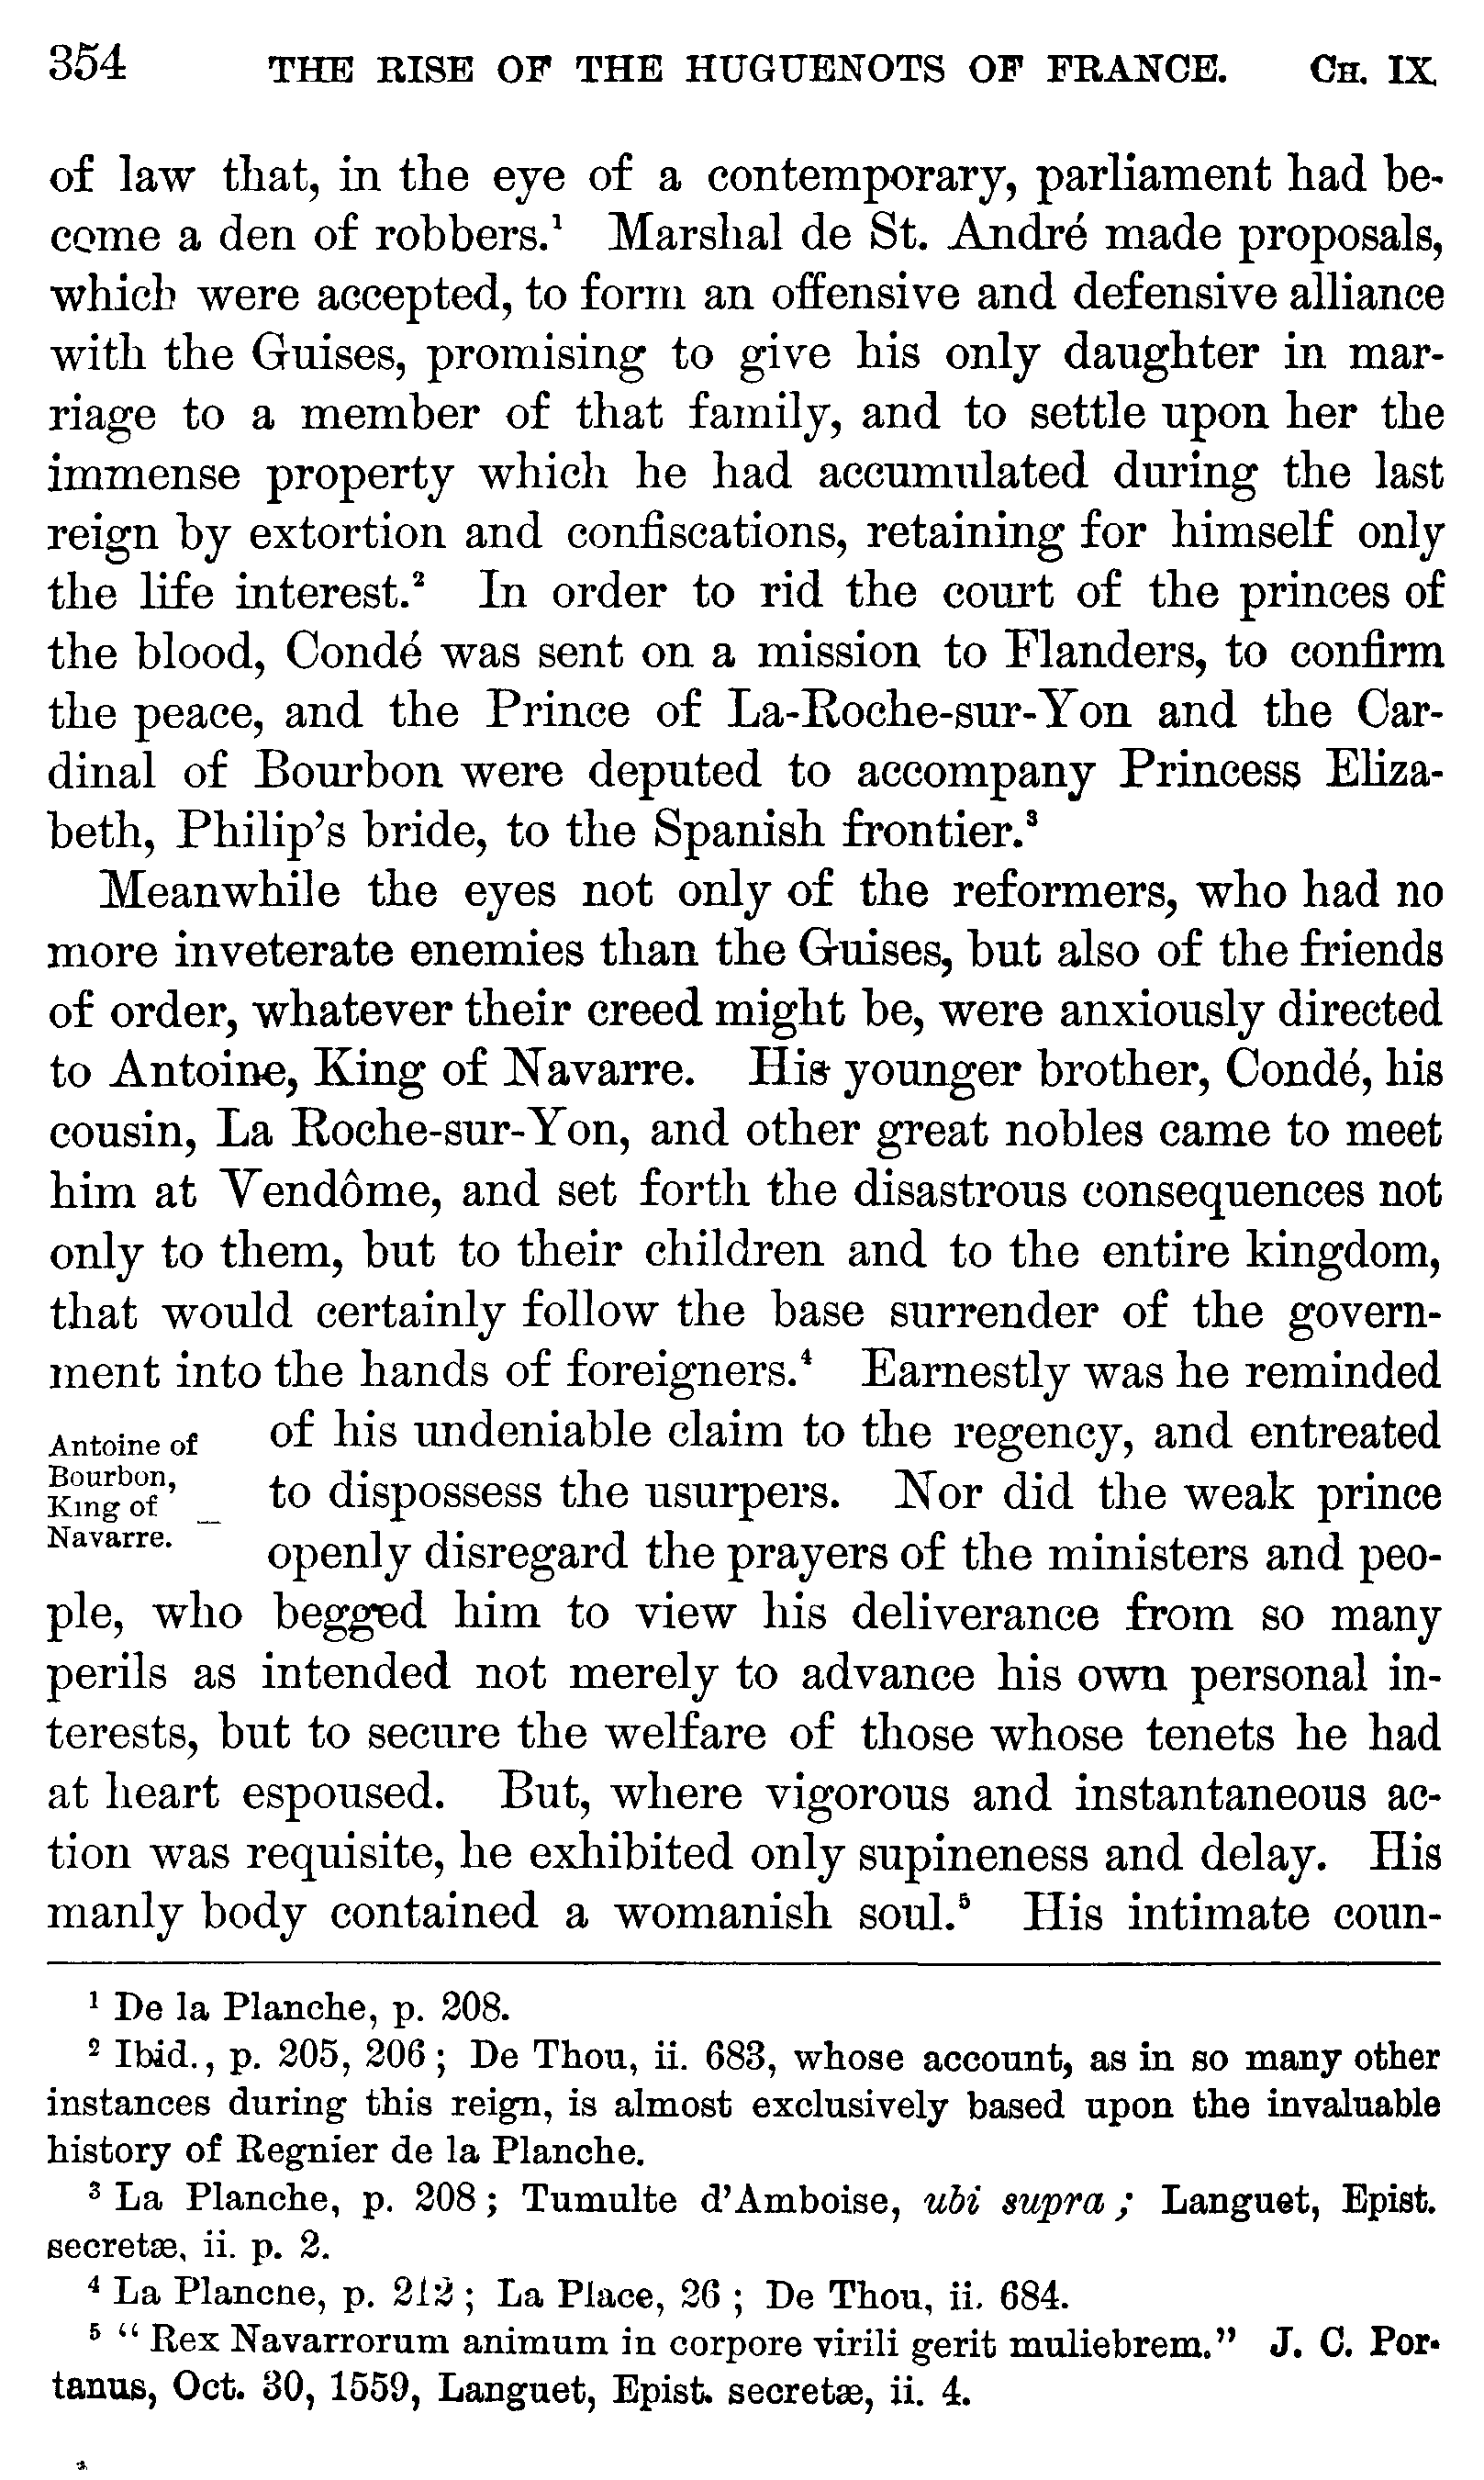 354 THE RISE OF THE HUGUENOTS OF FRANCE. CH. IX
of law that, in the eye of a contemporary, parliament had be-
come a den of robbers.¹ Marshal de St. André made proposals,
which were accepted, to form an offensive and defensive alliance
with the Guises, promising to give his only daughter in mar-
riage to a member of that family, and to settle upon her the
immense property which he had accumulated during the last
reign by extortion and confiscations, retaining for himself only
the life interest.² In order to rid the court of the princes of
the blood, Condé was sent on a mission to Flanders, to confirm
the peace, and the Prince of La-Roche-sur-Yon and the Car-
dinal of Bourbon were deputed to accompany Princess Eliza-
beth, Philip's bride, to the Spanish frontier.³
Meanwhile the eyes not only of the reformers, who had no
more inveterate enemies than the Guises, but also of the friends
of order, whatever their creed might be, were anxiously directed
to Antoine, King of Navarre. His younger brother, Condé, his
cousin, La Roche-sur-Yon, and other great nobles came to meet
him at Vendôme, and set forth the disastrous consequences not
only to them, but to their children and to the entire kingdom,
that would certainly follow the base surrender of the govern-
ment into the hands of foreigners.⁴ Earnestly was he reminded
Antoine of
Bourbon,
King of
Navarre.
of his undeniable claim to the regency, and entreated
to dispossess the usurpers. Nor did the weak prince
openly disregard the prayers of the ministers and peo-
ple, who begged him to view his deliverance from so many
perils as intended not merely to advance his own personal in-
terests, but to secure the welfare of those whose tenets he had
at heart espoused. But, where vigorous and instantaneous ac-
tion was requisite, he exhibited only supineness and delay. His
manly body contained a womanish soul.⁵ His intimate coun-
¹ De la Planche, p. 208.
² Ibid., p. 205, 206; De Thou, ii. 683, whose account, as in so many other
instances during this reign, is almost exclusively based upon the invaluable
history of Regnier de la Planche.
³ La Planche, p. 208; Tumulte d'Amboise, ubi supra; Languet, Epist.
secretæ, ii. p. 2.
⁴ La Planche, p. 212; La Place, 26; De Thou, ii. 684.
⁵ "Rex Navarrorum animum in corpore virili gerit muliebrem." J. C. Por-
tanus, Oct. 30, 1559, Languet, Epist. secretæ, ii. 4.